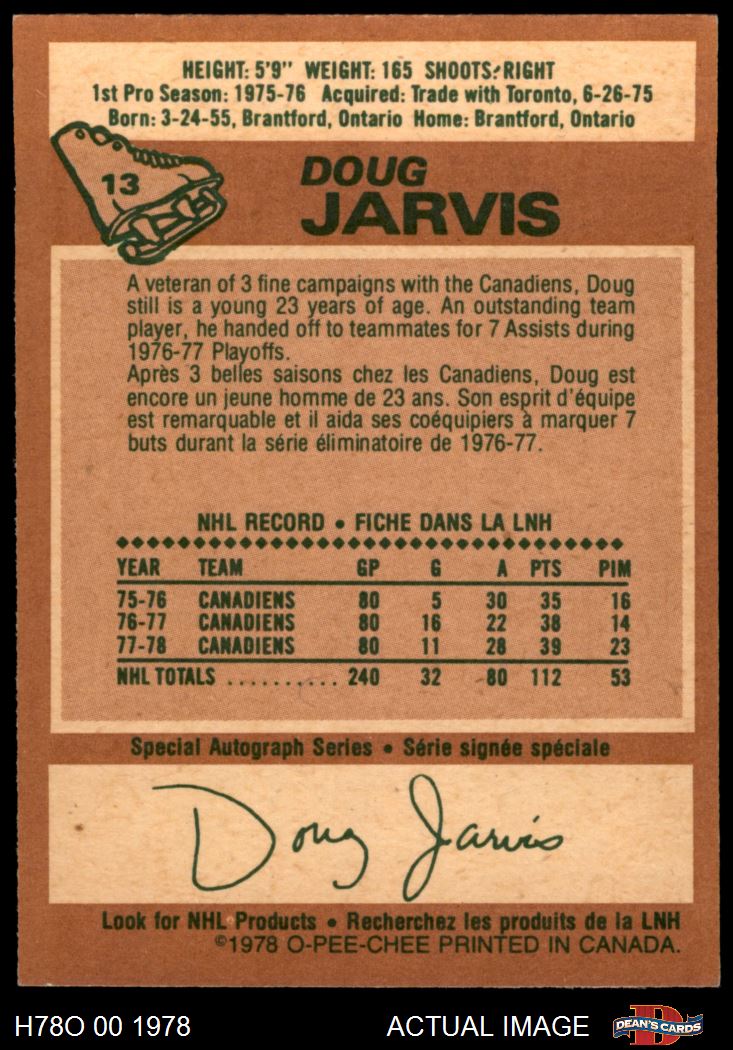 HEIGHT: 5'9" WEIGHT: 165 SHOOTS: RIGHT
1st Pro Season: 1975-76 Acquired: Trade with Toronto, 6-26-75
Born: 3-24-55, Brantford, Ontario Home: Brantford, Ontario
13
DOUG
JARVIS
A veteran of 3 fine campaigns with the Canadiens, Doug
still is a young 23 years of age. An outstanding team
player, he handed off to teammates for 7 Assists during
1976-77 Playoffs.
Après 3 belles saisons chez les Canadiens, Doug est
encore un jeune homme de 23 ans. Son esprit d'équipe
est remarquable et il aida ses coéquipiers à marquer 7
buts durant la série éliminatoire de 1976-77.
NHL RECORD • FICHE DANS LA LNH
YEAR TEAM GP G A PTS PIM
75-76 CANADIENS 80 5 30 35 16
76-77 CANADIENS 80 16 22 38 14
77-78 CANADIENS 80 11 28 39 23
NHL TOTALS .......... 240 32 80 112 53
Special Autograph Series • Série signée spéciale
Doug Jarvis
Look for NHL Products • Recherchez les produits de la LNH
©1978 O-PEE-CHEE PRINTED IN CANADA.
H78O 00 1978 ACTUAL IMAGE D DEAN'S CARDS